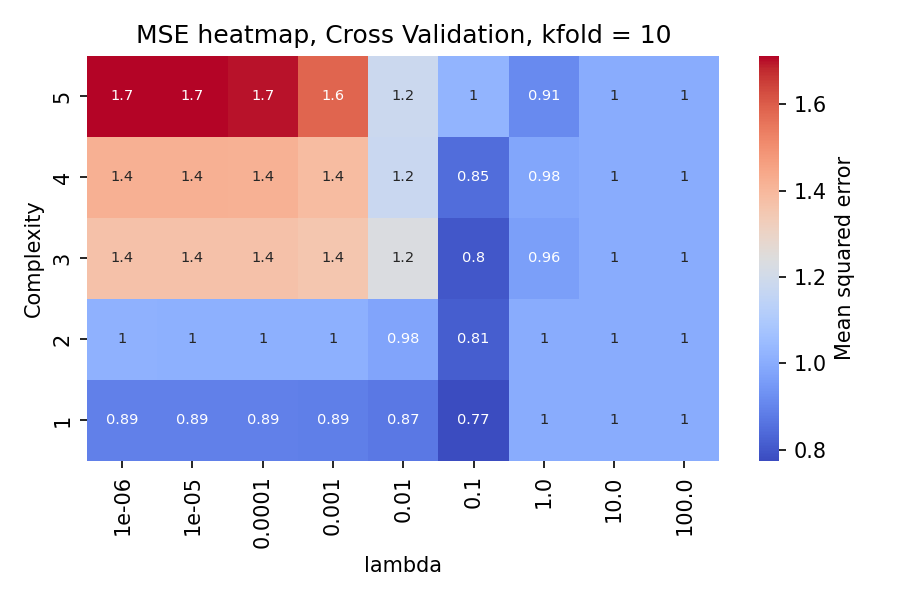 MSE heatmap, Cross Validation, kfold = 10
5 1.7 1.7 1.7 1.6 1.2 1 0.91 1 1
4 1.4 1.4 1.4 1.4 1.2 0.85 0.98 1 1
3 1.4 1.4 1.4 1.4 1.2 0.8 0.96 1 1
2 1 1 1 1 0.98 0.81 1 1 1
1 0.89 0.89 0.89 0.89 0.87 0.77 1 1 1
Complexity
1e-06 1e-05 0.0001 0.001 0.01 0.1 1.0 10.0 100.0
lambda
1.6
1.4
1.2
1.0
0.8
Mean squared error